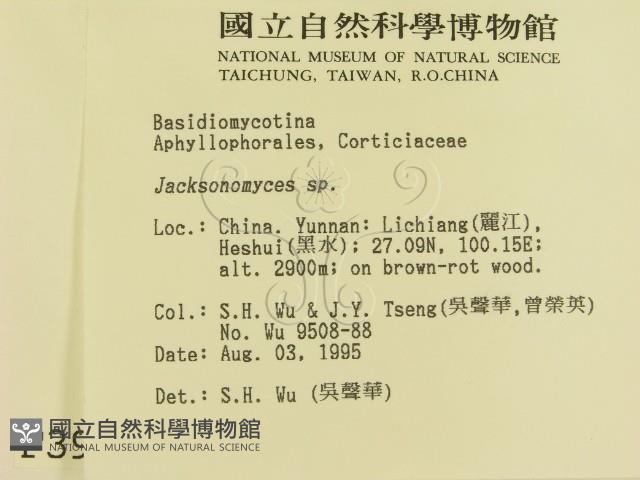 國立自然科學博物館
NATIONAL MUSEUM OF NATURAL SCIENCE
TAICHUNG, TAIWAN, R.O.CHINA
Basidiomycotina
Aphyllophorales, Corticiaceae
Jacksonomyces sp.
Loc.: China. Yunnan: Lichiang(麗江),
Heshui(黑水); 27.09N, 100.15E;
alt. 2900m; on brown-rot wood.
Col.: S.H. Wu & J.Y. Tseng(吳聲華,曾榮英)
No. Wu 9508-88
Date: Aug. 03, 1995
Det.: S.H. Wu (吳聲華)
國立自然科學博物館
NATIONAL MUSEUM OF NATURAL SCIENCE